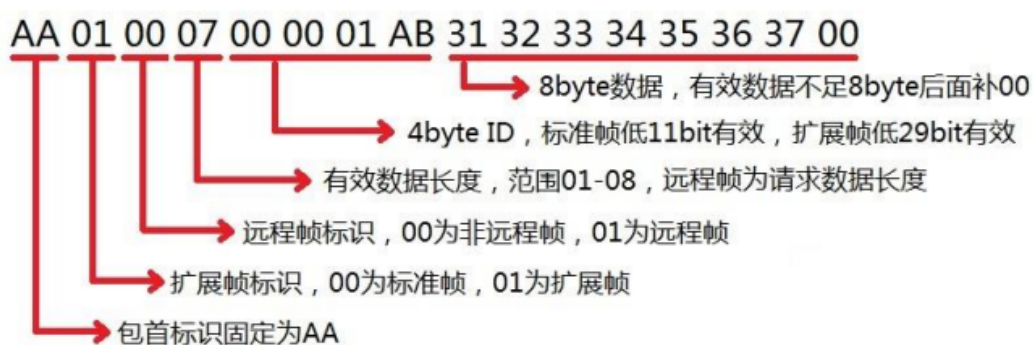 AA 01 00 07 00 00 01 AB 31 32 33 34 35 36 37 00
8byte数据，有效数据不足8byte后面补00
4byte ID，标准帧低11bit有效，扩展帧低29bit有效
有效数据长度，范围01-08，远程帧为请求数据长度
远程帧标识，00为非远程帧，01为远程帧
扩展帧标识，00为标准帧，01为扩展帧
包首标识固定为AA